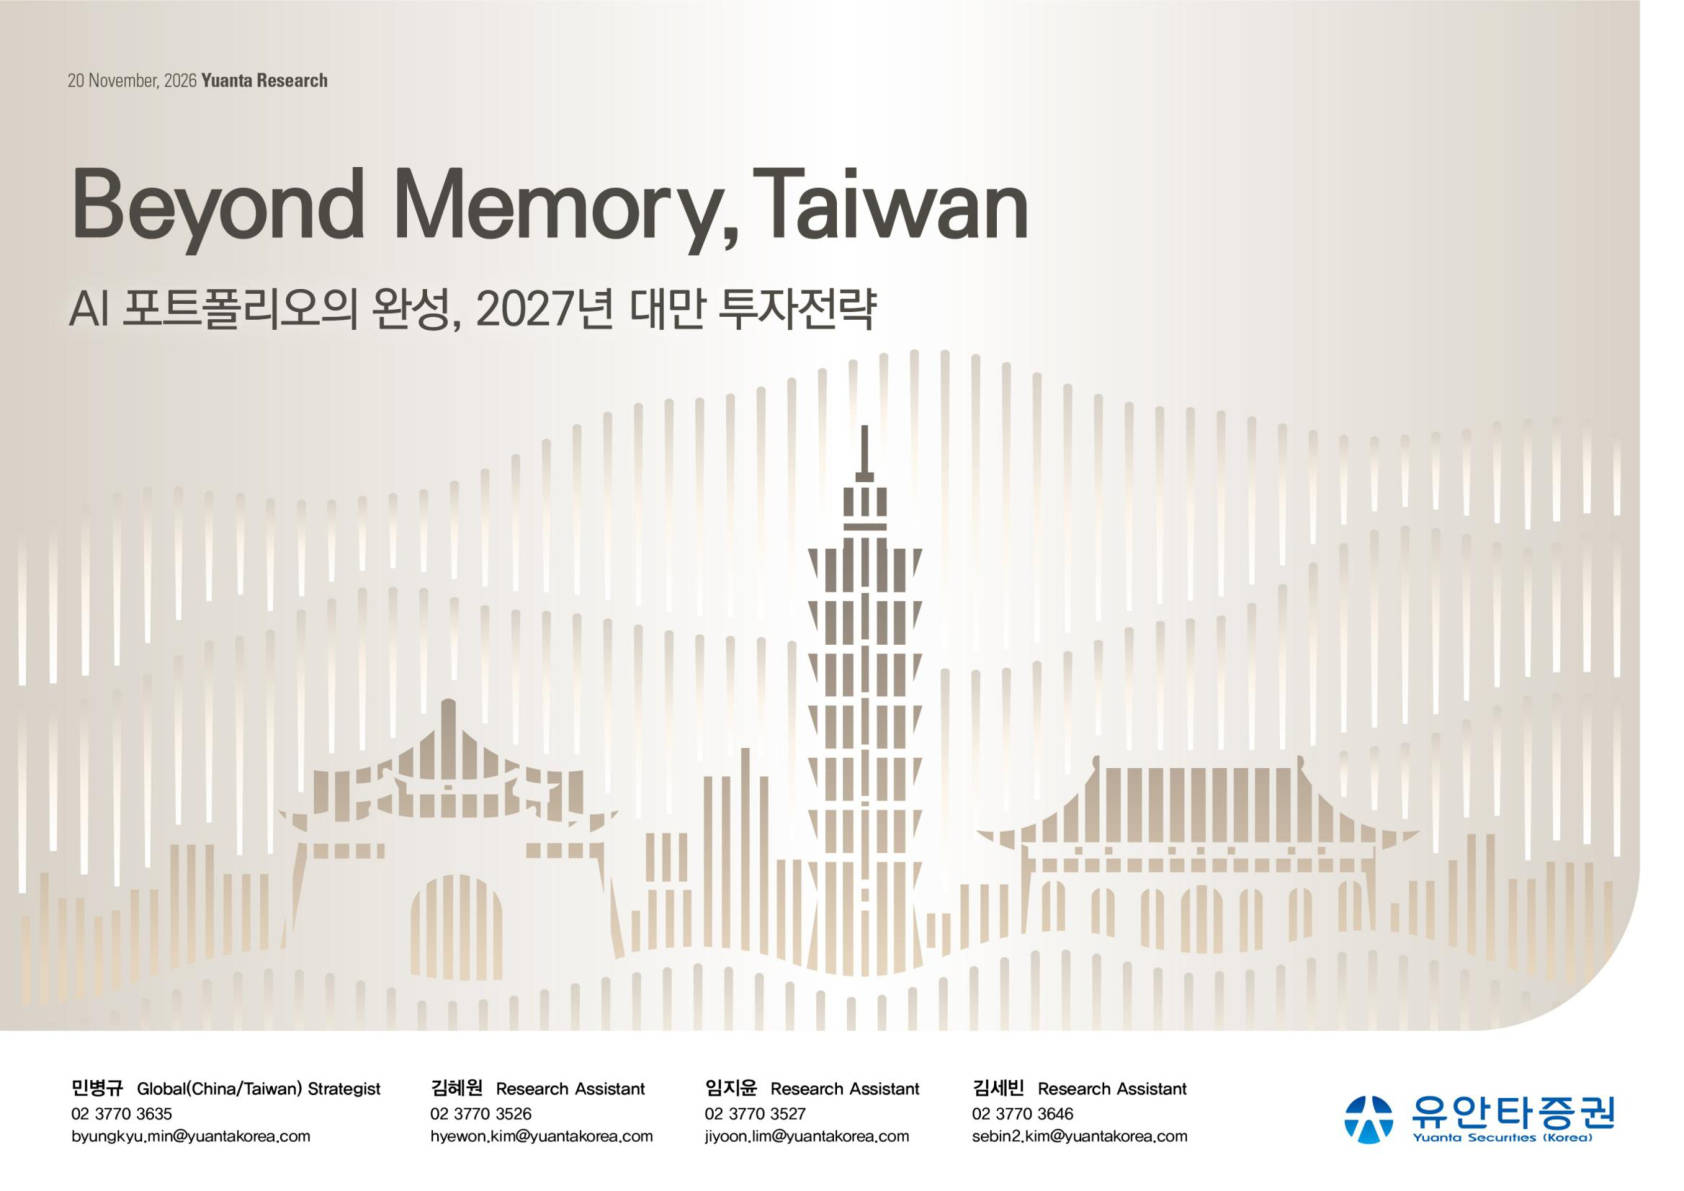 20 November, 2026 Yuanta Research
Beyond Memory, Taiwan
AI 포트폴리오의 완성, 2027년 대만 투자전략
민병규 Global(China/Taiwan) Strategist
02 3770 3635
byungkyu.min@yuantakorea.com
김혜원 Research Assistant
02 3770 3526
hyewon.kim@yuantakorea.com
임지윤 Research Assistant
02 3770 3527
jiyoon.lim@yuantakorea.com
김세빈 Research Assistant
02 3770 3646
sebin2.kim@yuantakorea.com
유안타증권
Yuanta Securities (Korea)